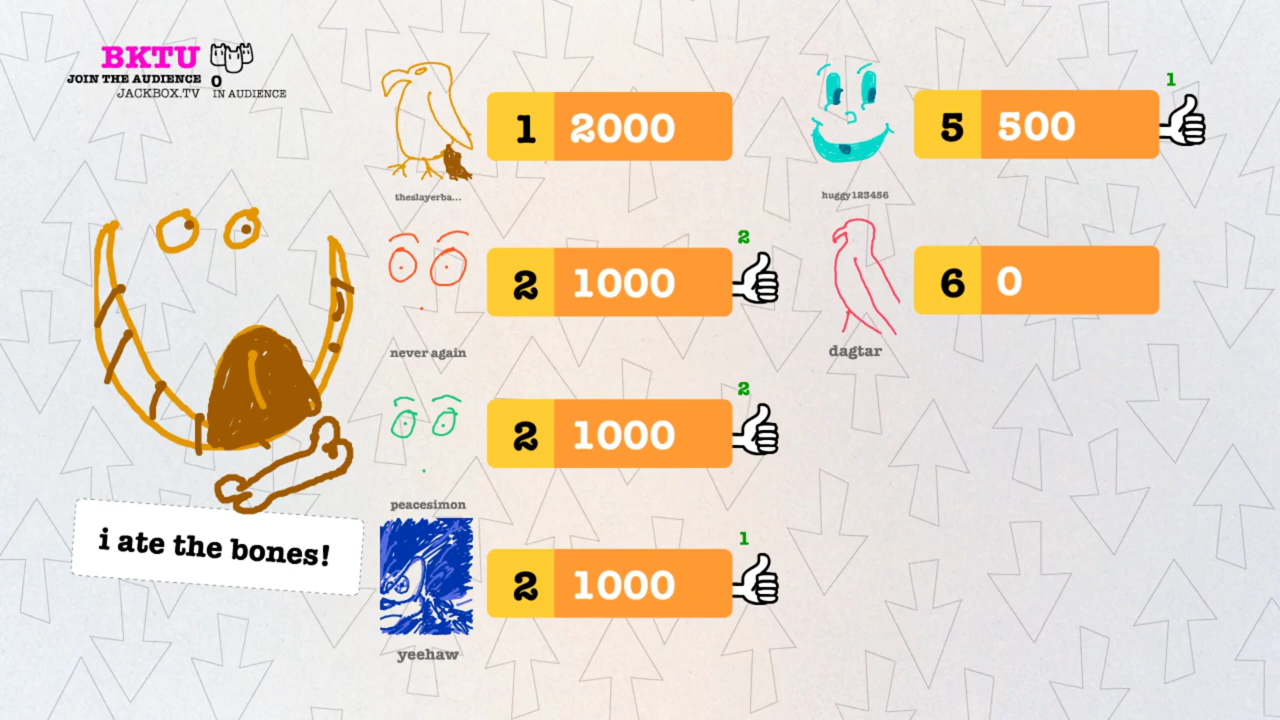 BKTU
JOIN THE AUDIENCE
JACKBOX.TV
0
IN AUDIENCE
i ate the bones!
1 2000
theslayerba...
2 1000
2
never again
2 1000
2
peacesimon
2 1000
1
yeehaw
5 500
1
huggy123456
6 0
dagtar